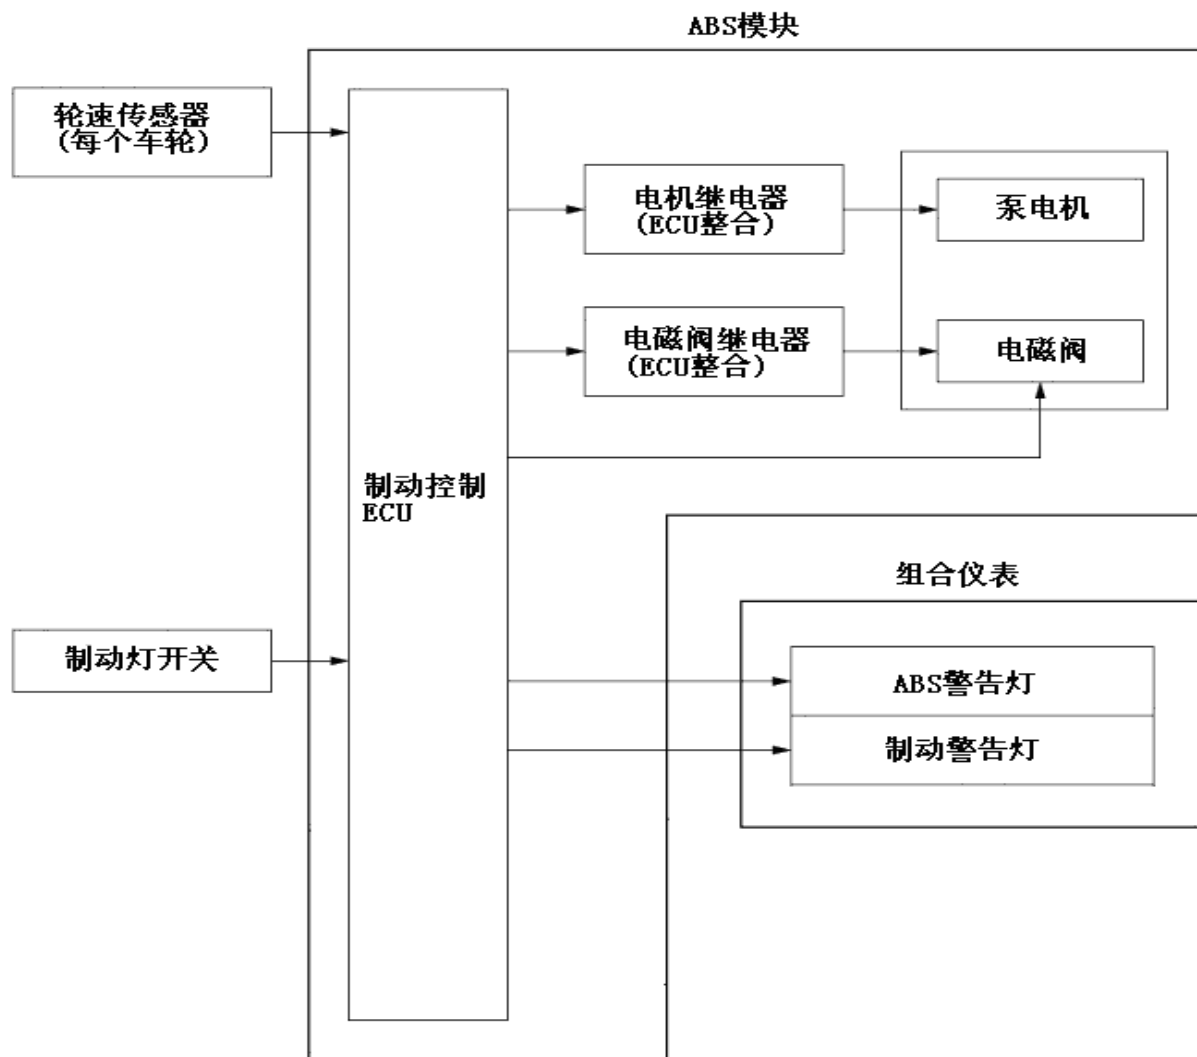 ABS模块
轮速传感器
(每个车轮)
电机继电器
(ECU整合)
泵电机
电磁阀继电器
(ECU整合)
电磁阀
制动控制
ECU
组合仪表
制动灯开关
ABS警告灯
制动警告灯